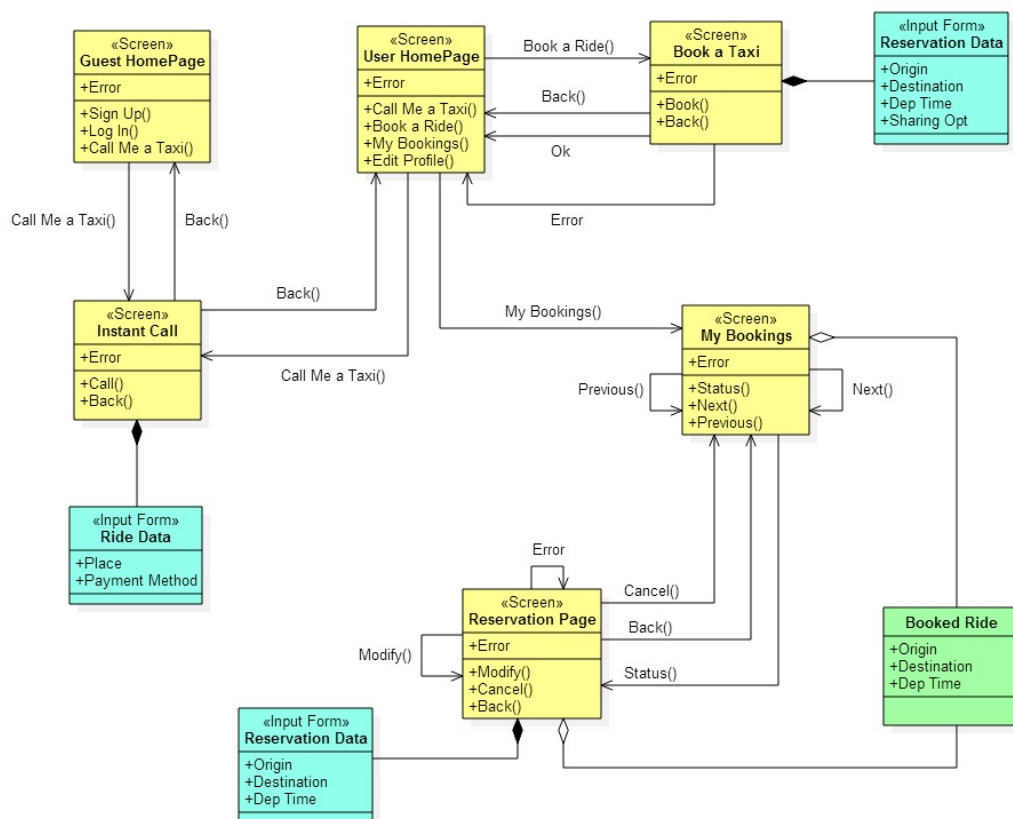 «Screen»
Guest HomePage
+Error
+Sign Up()
+Log In()
+Call Me a Taxi()
«Screen»
User HomePage
+Error
+Call Me a Taxi()
+Book a Ride()
+My Bookings()
+Edit Profile()
Book a Ride()
Back()
Ok
Error
«Screen»
Book a Taxi
+Error
+Book()
+Back()
«Input Form»
Reservation Data
+Origin
+Destination
+Dep Time
+Sharing Opt
Call Me a Taxi()
Back()
Back()
Call Me a Taxi()
My Bookings()
«Screen»
Instant Call
+Error
+Call()
+Back()
«Screen»
My Bookings
+Error
+Status()
+Next()
+Previous()
Previous()
Next()
«Input Form»
Ride Data
+Place
+Payment Method
Error
«Screen»
Reservation Page
+Error
+Modify()
+Cancel()
+Back()
Modify()
Cancel()
Back()
Status()
Booked Ride
+Origin
+Destination
+Dep Time
«Input Form»
Reservation Data
+Origin
+Destination
+Dep Time